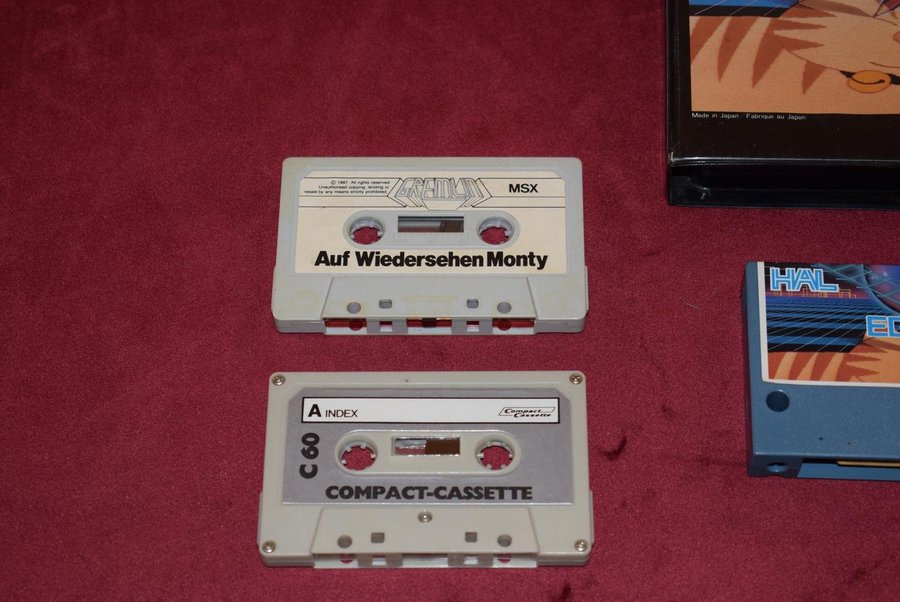 Made in Japan Fabrique au Japon
© 1987 All rights reserved.
Unauthorised copying, lending or
resale by any means strictly prohibited.
GREMLIN
MSX
Auf Wiedersehen Monty
HAL
ED
A INDEX
Compact
Cassette
C 60
COMPACT-CASSETTE